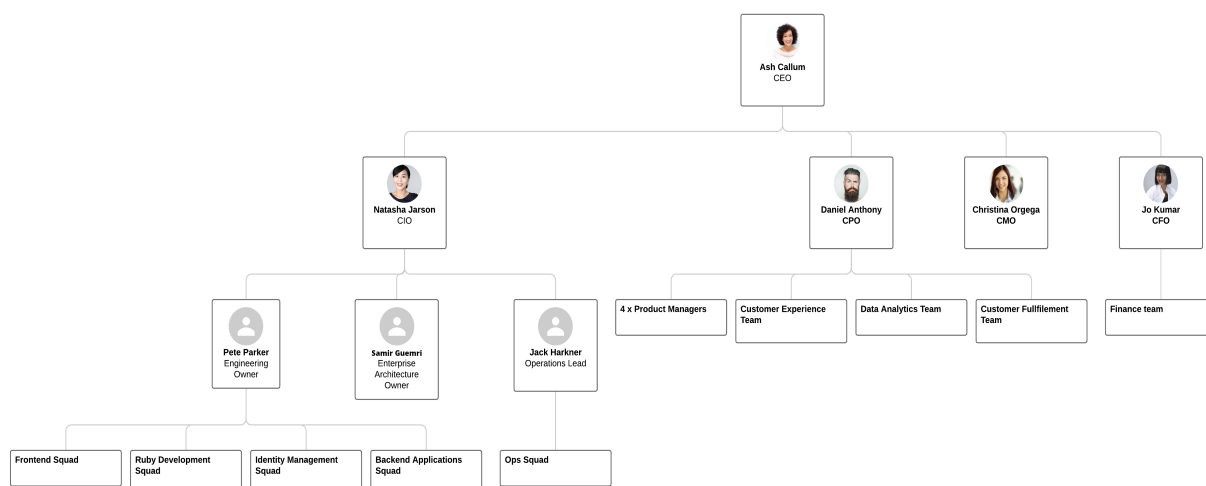 Ash Callum
CEO
Natasha Jarson
CIO
Daniel Anthony
CPO
Christina Orgega
CMO
Jo Kumar
CFO
Pete Parker
Engineering
Owner
Samir Guemri
Enterprise
Architecture
Owner
Jack Harkner
Operations Lead
4 x Product Managers
Customer Experience
Team
Data Analytics Team
Customer Fullfilement
Team
Finance team
Frontend Squad
Ruby Development
Squad
Identity Management
Squad
Backend Applications
Squad
Ops Squad